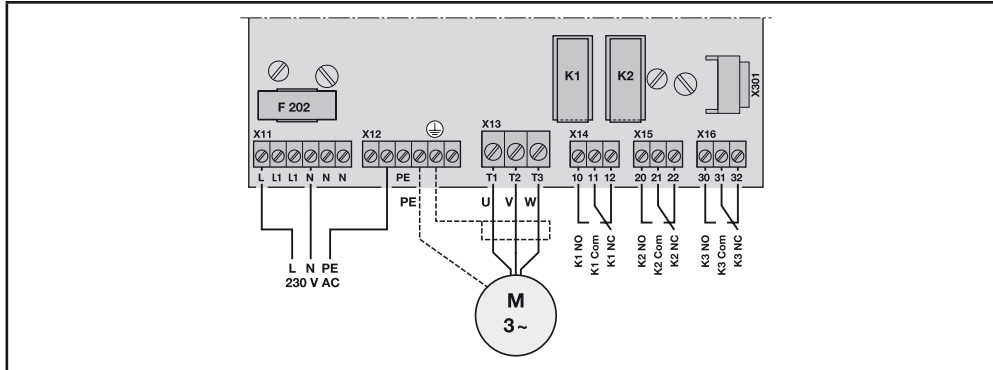 K1 K2
X301
F 202
X11 X12 X13 X14 X15 X16
L L1 L1 N N N PE T1 T2 T3 10 11 12 20 21 22 30 31 32
PE U V W
K1 NO
K1 Com
K1 NC
K2 NO
K2 Com
K2 NC
K3 NO
K3 Com
K3 NC
L N PE
230 V AC
M
3~